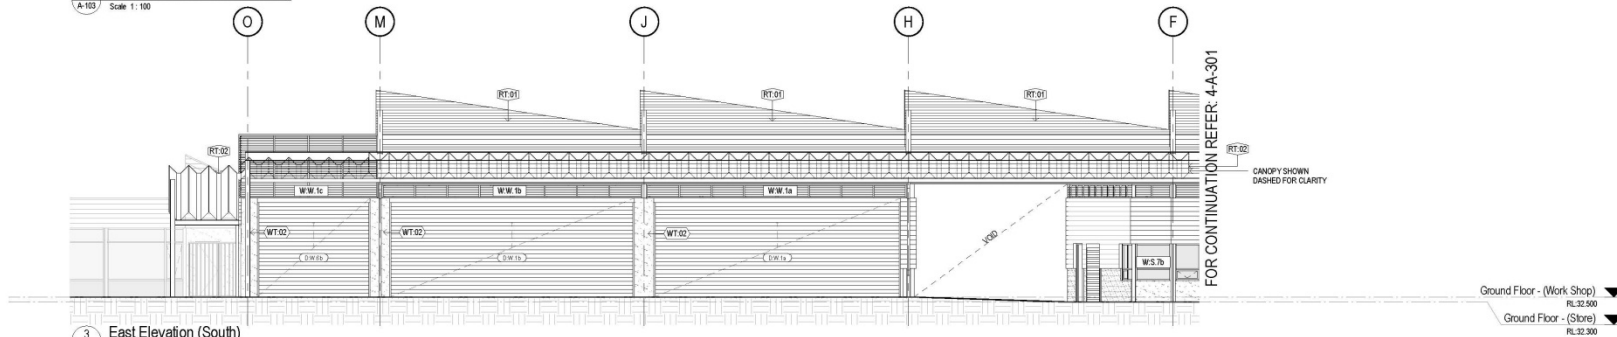 A-103
Scale 1 : 100
O
M
J
H
F
RT:01
RT:01
RT:01
RT:02
RT:02
FOR CONTINUATION REFER: 4-A-301
CANOPY SHOWN
DASHED FOR CLARITY
W:W.1c
W:W.1b
W:W.1a
WT:02
WT:02
WT:02
VOID
D:W.1b
D:W.1a
W:S.7b
Ground Floor - (Work Shop)
RL:32.500
Ground Floor - (Store)
RL:32.300
3
East Elevation (South)